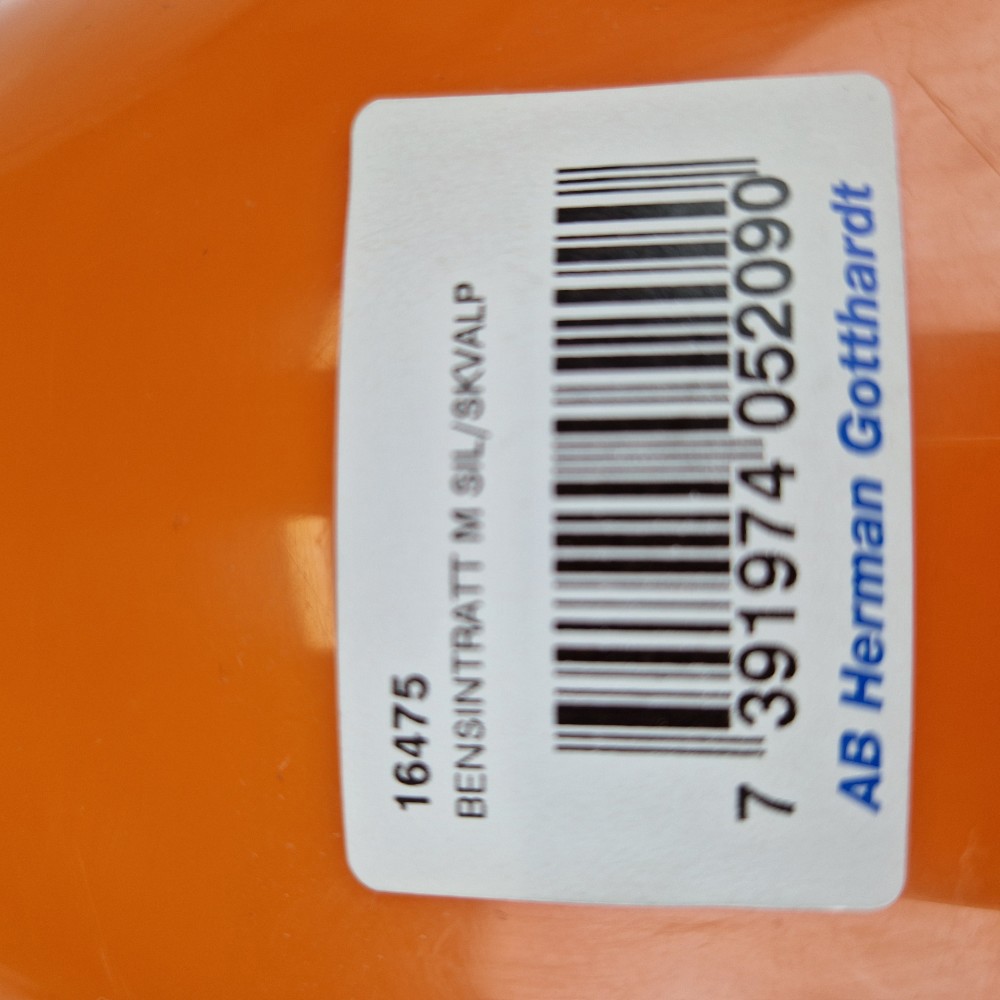 16475
BENSINTRATT M SIL/SKVALP
7 391974 052090
AB Herman Gotthardt